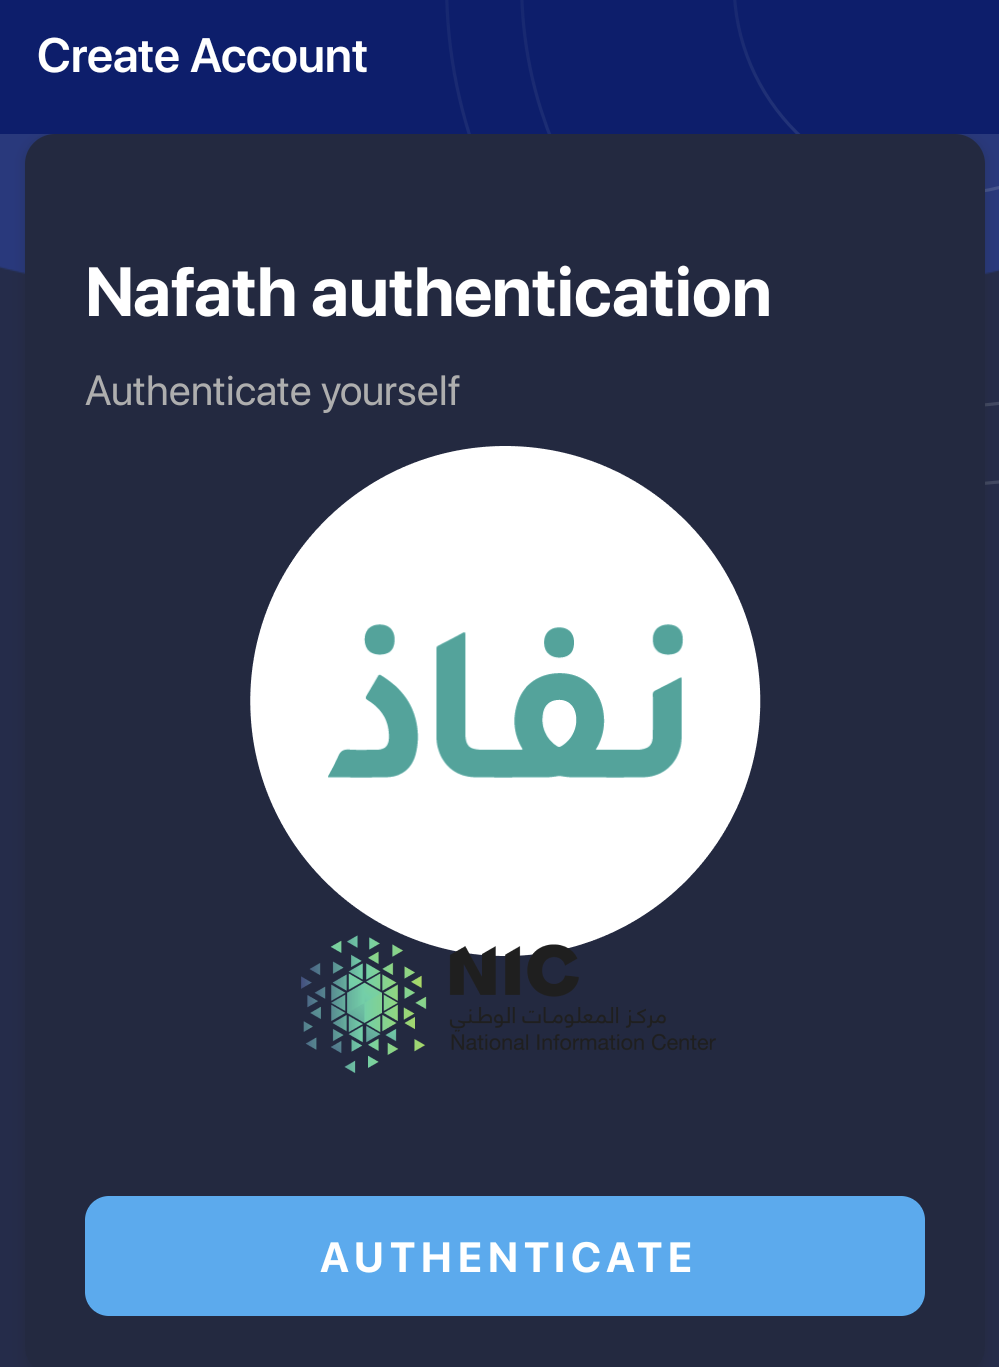 Create Account
Nafath authentication
Authenticate yourself
نفاذ
NIC
مركز المعلومات الوطني
National Information Center
AUTHENTICATE